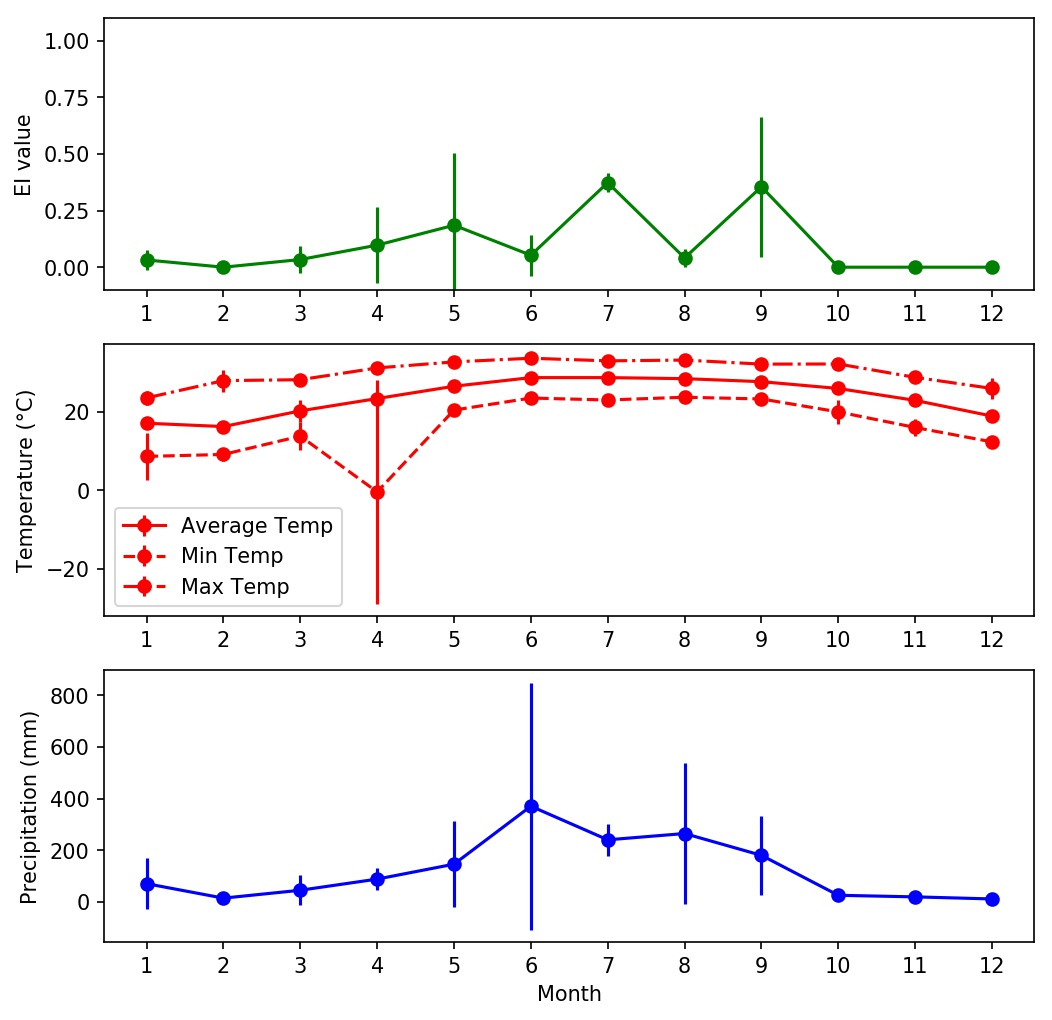 EI value
1.00
0.75
0.50
0.25
0.00
1 2 3 4 5 6 7 8 9 10 11 12
Temperature (°C)
20
0
−20
Average Temp
Min Temp
Max Temp
1 2 3 4 5 6 7 8 9 10 11 12
Precipitation (mm)
800
600
400
200
0
1 2 3 4 5 6 7 8 9 10 11 12
Month